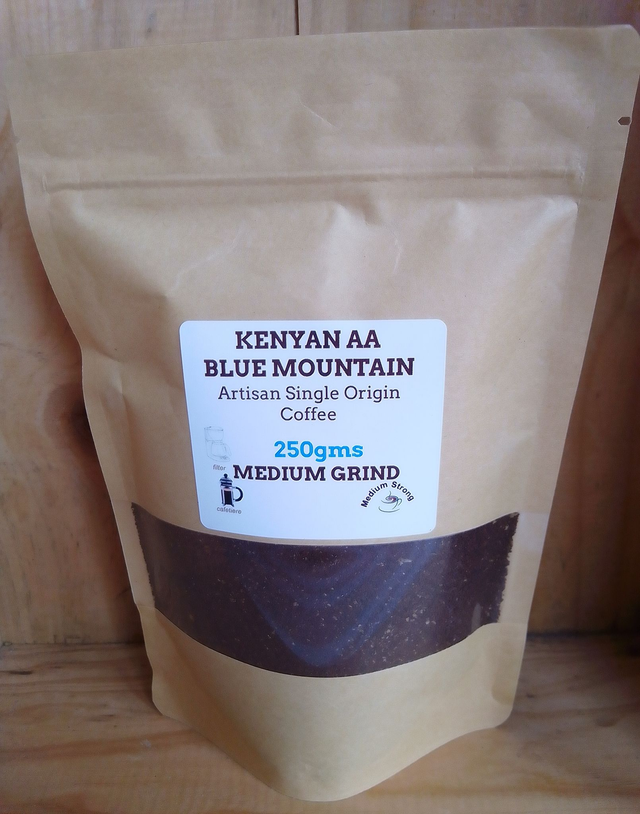 KENYAN AA
BLUE MOUNTAIN
Artisan Single Origin
Coffee
250gms
filter
MEDIUM GRIND
cafetiere
Medium Strong